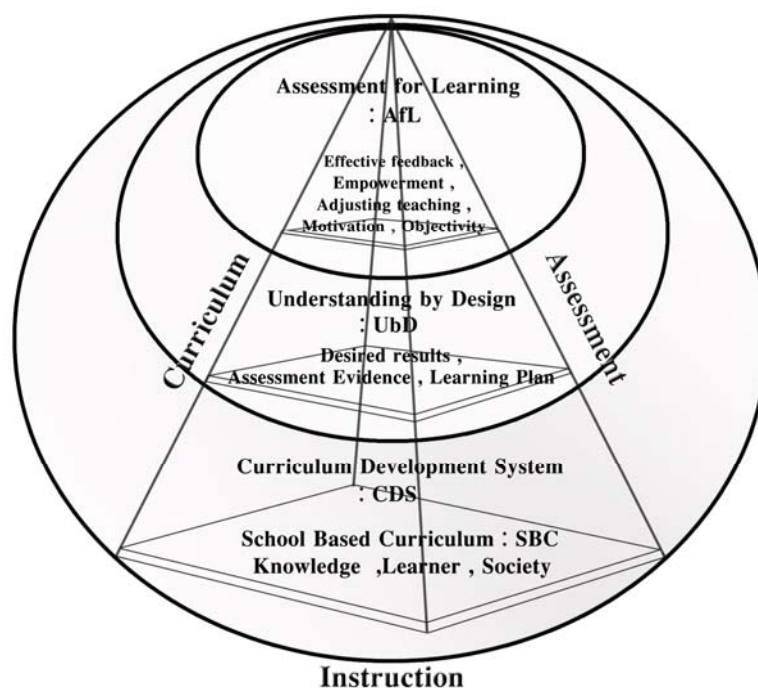 Assessment for Learning
: AfL
Effective feedback ,
Empowerment ,
Adjusting teaching ,
Motivation , Objectivity
Curriculum
Assessment
Understanding by Design
: UbD
Desired results ,
Assessment Evidence , Learning Plan
Curriculum Development System
: CDS
School Based Curriculum : SBC
Knowledge ,Learner , Society
Instruction